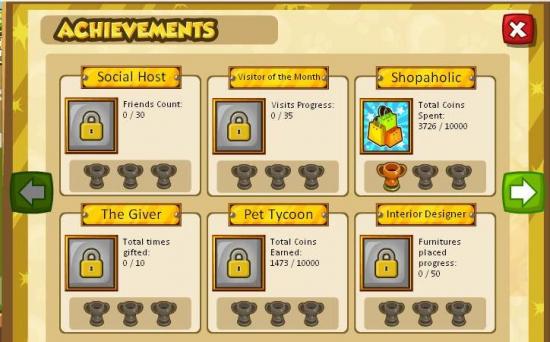 ACHIEVEMENTS
Social Host
Friends Count:
0 / 30
Visitor of the Month
Visits Progress:
0 / 35
Shopaholic
Total Coins
Spent:
3726 / 10000
The Giver
Total times
gifted:
0 / 10
Pet Tycoon
Total Coins
Earned:
1473 / 10000
Interior Designer
Furnitures
placed
progress:
0 / 50